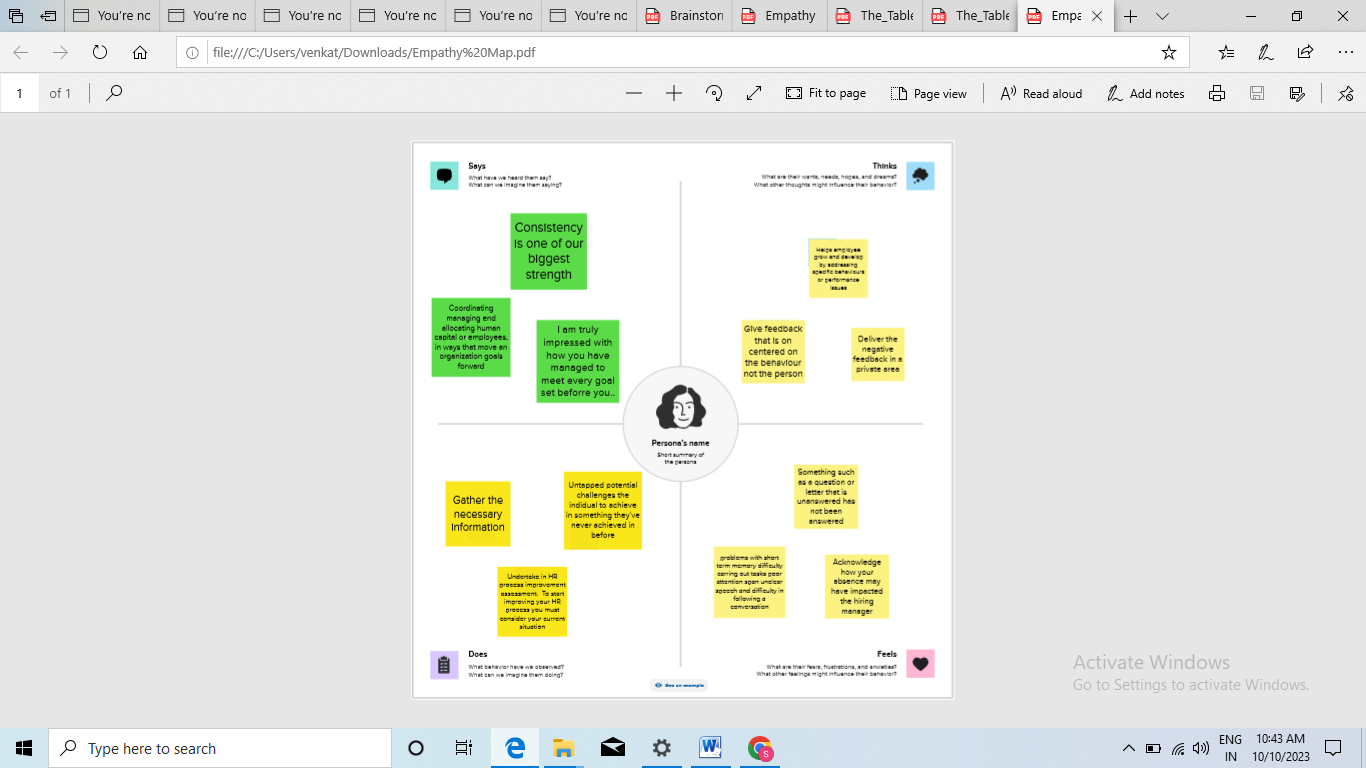 You're no
You're no
You're no
You're no
You're no
You're no
Brainstor
Empathy
The_Table
The_Table
Empa
file:///C:/Users/venkat/Downloads/Empathy%20Map.pdf
1 of 1
Fit to page
Page view
Read aloud
Add notes
Says
What have we heard them say?
What can we imagine them saying?
Thinks
What are their wants, needs, hopes, and dreams?
What other thoughts might influence their behavior?
Consistency
is one of our
biggest
strength
Coordinating
managing end
allocating human
capital or employees,
in ways that move an
organization goals
forward
I am truly
impressed with
how you have
managed to
meet every goal
set beforre you..
Helps employee
grow and develop
by addressing
specific behaviours
or performance
issues
Give feedback
that is on
centered on
the behaviour
not the person
Deliver the
negative
feedback in a
private area
Persona's name
Short summary of
the persona
Gather the
necessary
information
Untapped potential
challenges the
indidual to achieve
in something they've
never achieved in
before
Undertake in HR
process improvement
assessment. To start
improving your HR
process you must
consider your current
situation
Something such
as a question or
letter that is
unanswered has
not been
answered
problems with short
term memory difficulty
carring out tasks poor
attention span unclear
speech and difficulty in
following a
conversation
Acknowledge
how your
absence may
have impacted
the hiring
manager
Does
What behavior have we observed?
What can we imagine them doing?
Feels
What are their fears, frustrations, and anxieties?
What other feelings might influence their behavior?
See an example
Activate Windows
Go to Settings to activate Windows.
Type here to search
S
ENG
IN
10:43 AM
10/10/2023